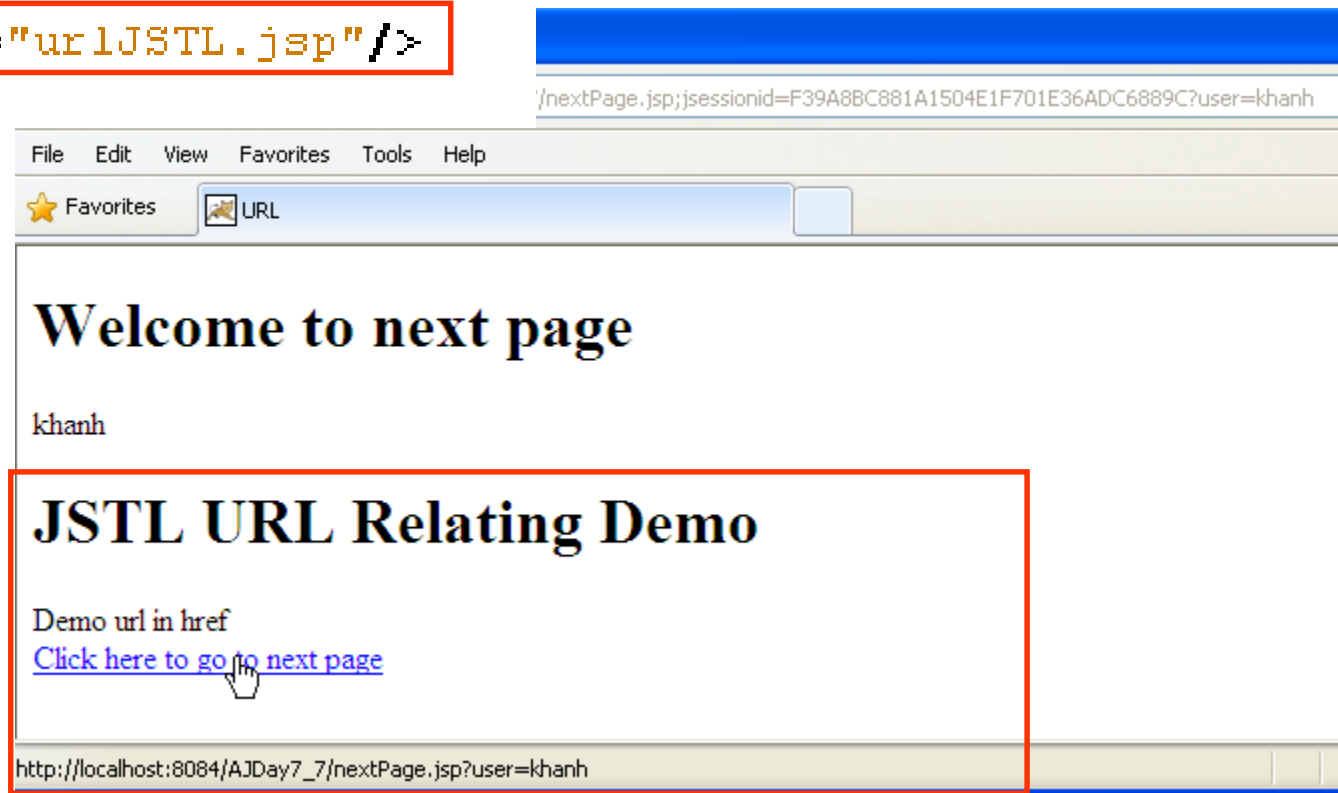 ="urlJSTL.jsp"/>
/nextPage.jsp;jsessionid=F39A8BC881A1504E1F701E36ADC6889C?user=khanh
File Edit View Favorites Tools Help
Favorites URL
Welcome to next page
khanh
JSTL URL Relating Demo
Demo url in href
Click here to go to next page
http://localhost:8084/AJDay7_7/nextPage.jsp?user=khanh